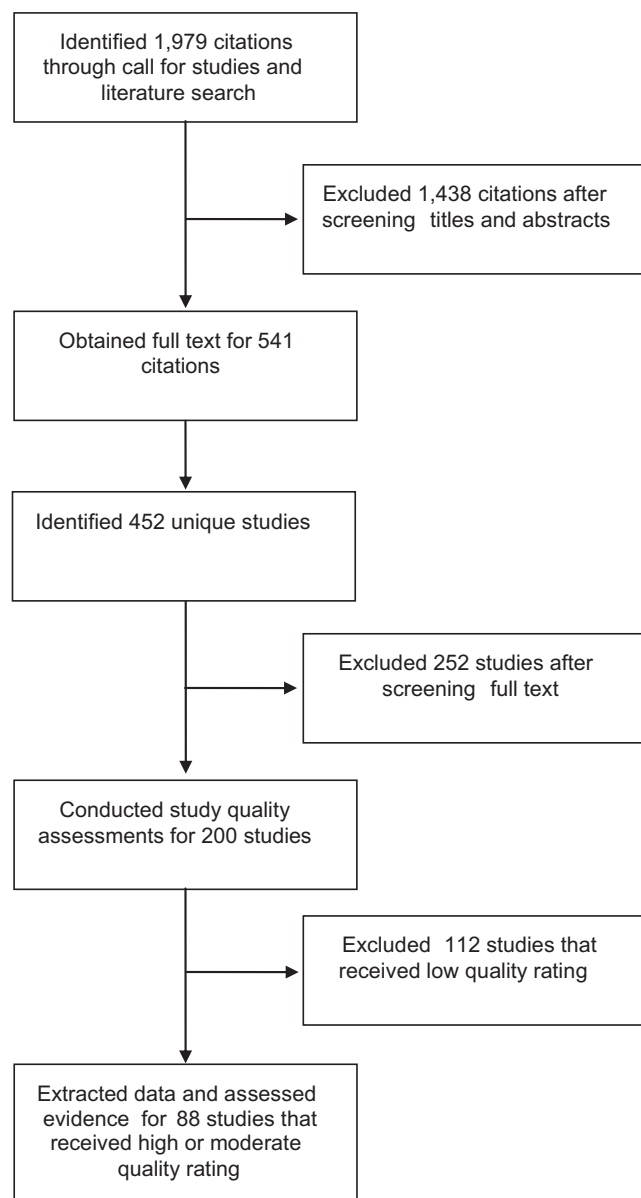 Identified 1,979 citations
through call for studies and
literature search
Excluded 1,438 citations after
screening titles and abstracts
Obtained full text for 541
citations
Identified 452 unique studies
Excluded 252 studies after
screening full text
Conducted study quality
assessments for 200 studies
Excluded 112 studies that
received low quality rating
Extracted data and assessed
evidence for 88 studies that
received high or moderate
quality rating